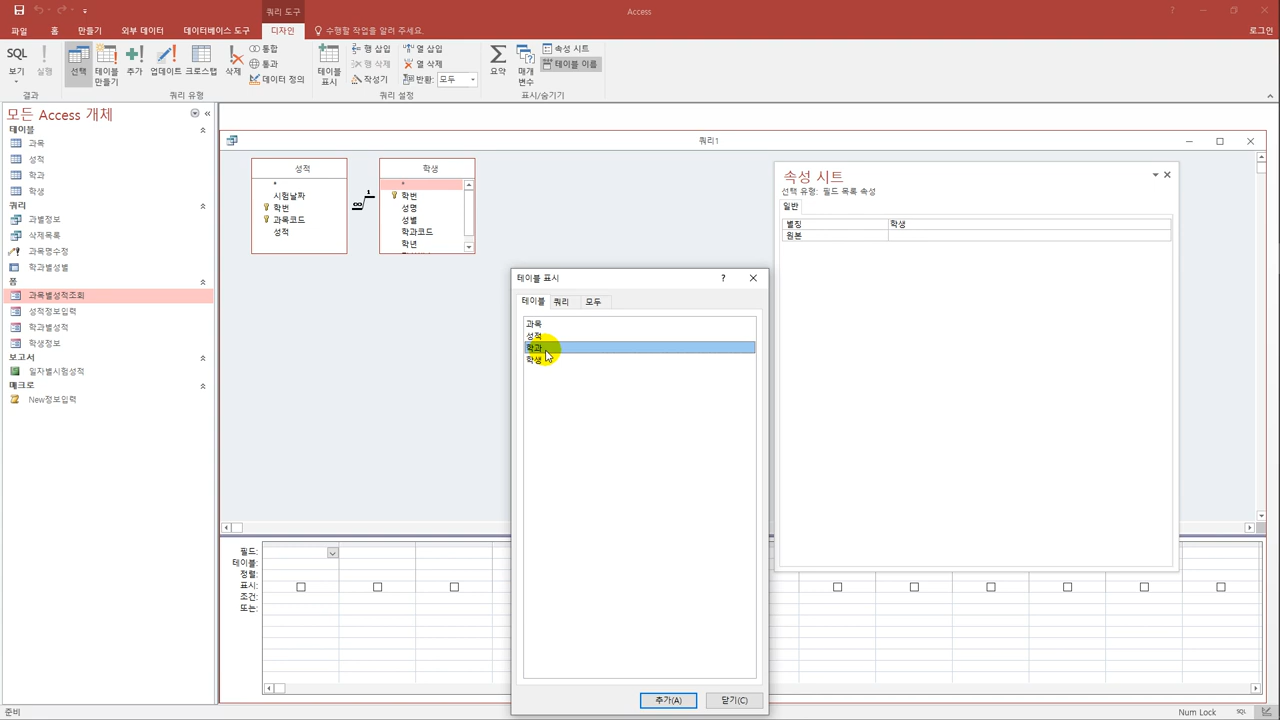 쿼리 도구
Access
파일
홈
만들기
외부 데이터
데이터베이스 도구
디자인
수행할 작업을 알려 주세요.
로그인
SQL
보기
실행
선택
테이블
만들기
추가
업데이트
크로스탭
삭제
통합
통과
데이터 정의
테이블
표시
행 삽입
행 삭제
작성기
열 삽입
열 삭제
반환:
모두
요약
매개
변수
속성 시트
테이블 이름
결과
쿼리 유형
쿼리 설정
표시/숨기기
모든 Access 개체
테이블
과목
성적
학과
학생
쿼리
과별정보
삭제목록
과목명수정
학과별성별
폼
과목별성적조회
성적정보입력
학과별성적
학생정보
보고서
일자별시험성적
매크로
New정보입력
쿼리1
성적
*
시험날짜
학번
과목코드
성적
∞
1
학생
*
학번
성명
성별
학과코드
학년
속성 시트
선택 유형: 필드 목록 속성
일반
별칭
학생
원본
테이블 표시
?
테이블
쿼리
모두
과목
성적
학과
학생
추가(A)
닫기(C)
필드:
테이블:
정렬:
표시:
조건:
또는:
준비
Num Lock
SQL